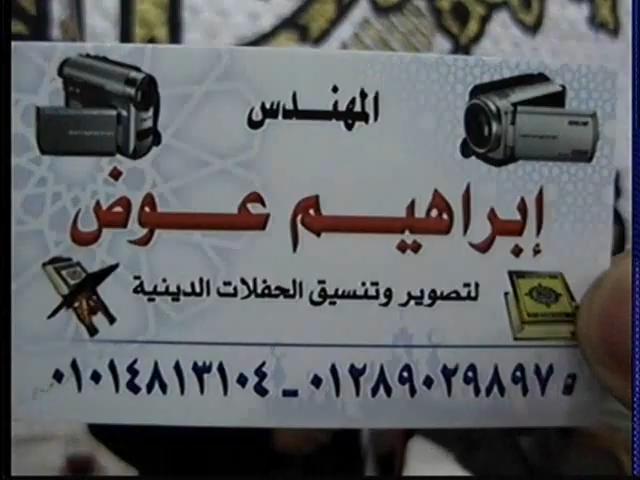 المهندس
إبراهيم عوض
لتصوير وتنسيق الحفلات الدينية
٠١٢٨٩٠٢٩٨٩٧ - ٠١٠١٤٨١٣١٠٤